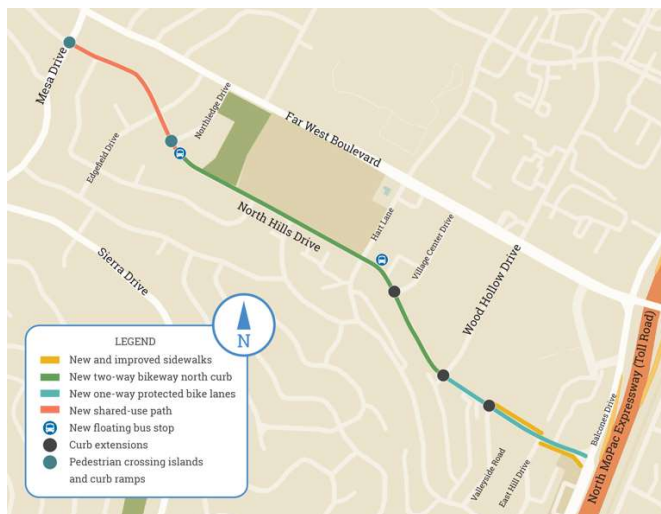 Mesa Drive
Northledge Drive
Far West Boulevard
Edgefield Drive
North Hills Drive
Hart Lane
Village Center Drive
Sierra Drive
Wood Hollow Drive
N
LEGEND
New and improved sidewalks
New two-way bikeway north curb
New one-way protected bike lanes
New shared-use path
New floating bus stop
Curb extensions
Pedestrian crossing islands
and curb ramps
Valleyside Road
East Hill Drive
Balcones Drive
North MoPac Expressway (Toll Road)